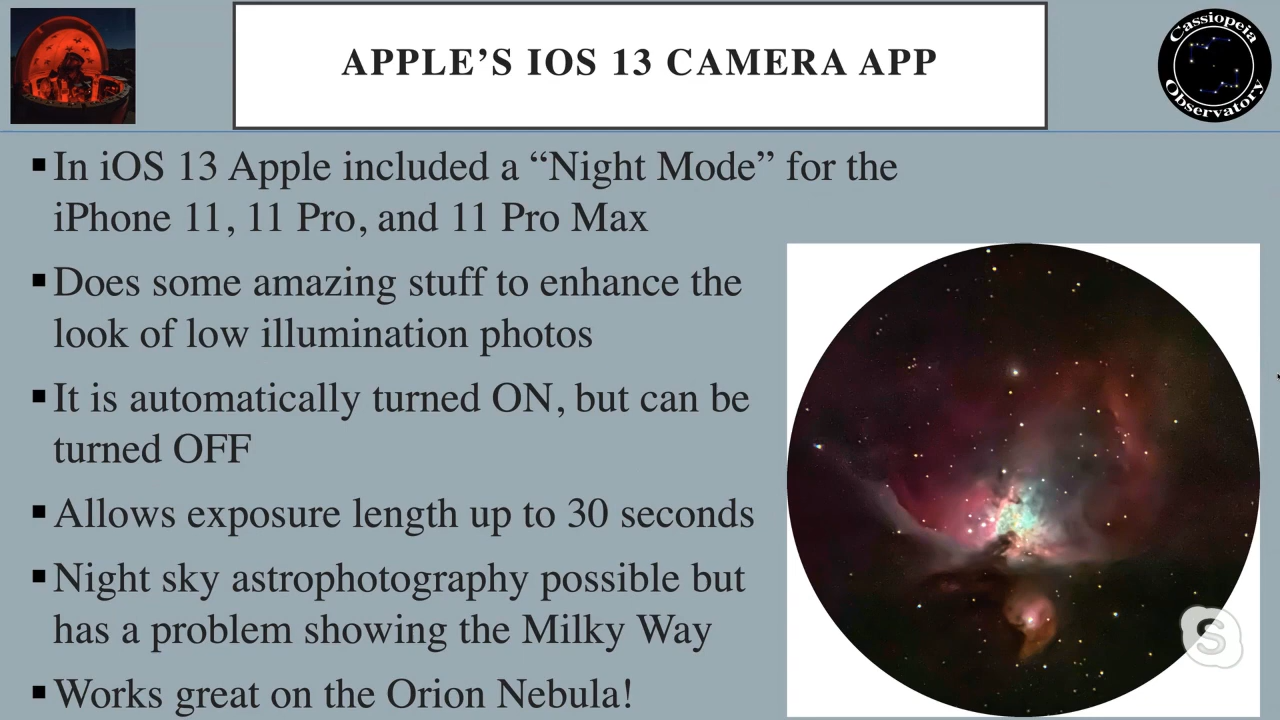 APPLE’S IOS 13 CAMERA APP
Cassiopeia
Observatory
▪In iOS 13 Apple included a “Night Mode” for the
iPhone 11, 11 Pro, and 11 Pro Max
▪Does some amazing stuff to enhance the
look of low illumination photos
▪It is automatically turned ON, but can be
turned OFF
▪Allows exposure length up to 30 seconds
▪Night sky astrophotography possible but
has a problem showing the Milky Way
▪Works great on the Orion Nebula!
S